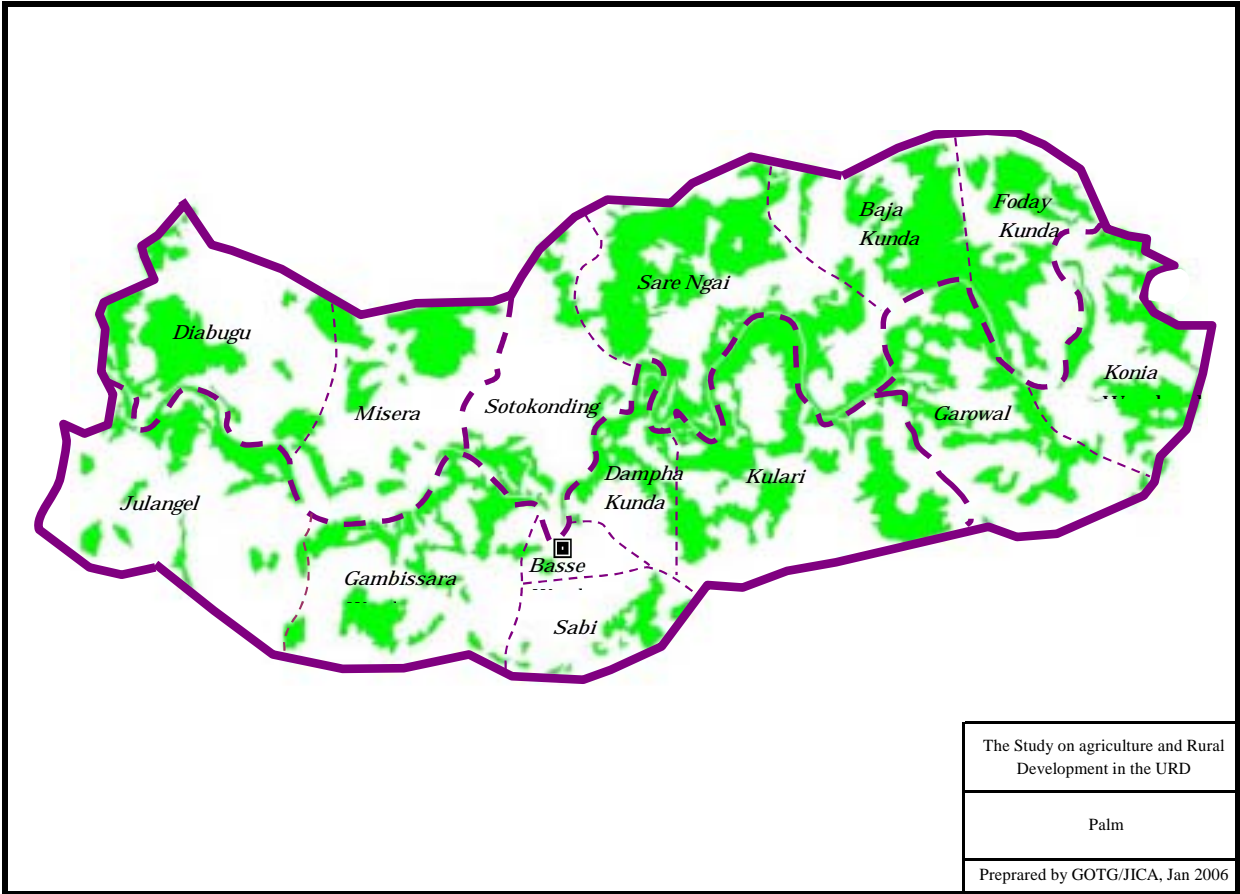 Baja
Kunda
Foday
Kunda
Sare Ngai
Diabugu
Misera
Sotokonding
Konia
Garowal
Dampha
Kunda
Kulari
Julangel
Gambissara
Basse
Sabi
The Study on agriculture and Rural
Development in the URD
Palm
Preprared by GOTG/JICA, Jan 2006